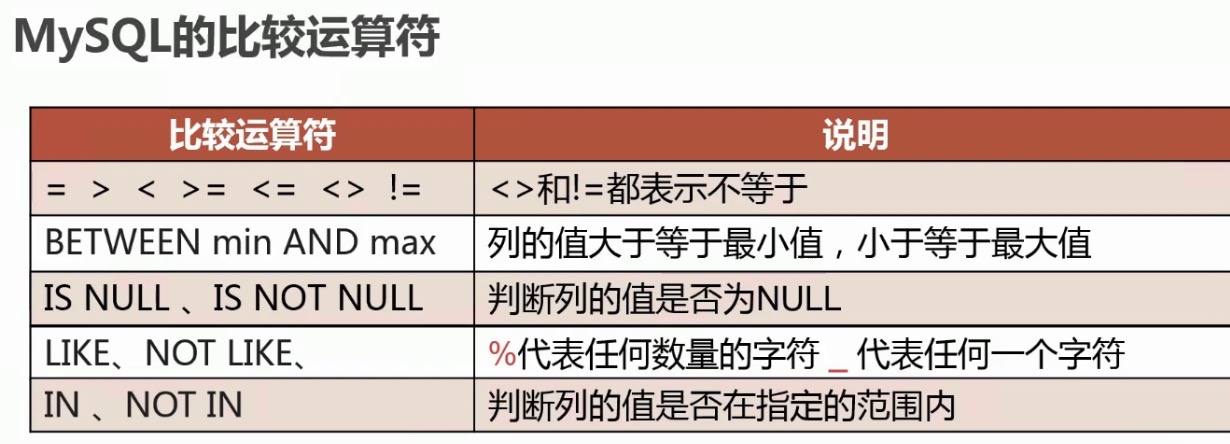 MySQL的比较运算符
比较运算符 说明
= > < >= <= <> != <>和!=都表示不等于
BETWEEN min AND max 列的值大于等于最小值，小于等于最大值
IS NULL 、IS NOT NULL 判断列的值是否为NULL
LIKE、NOT LIKE、 %代表任何数量的字符 _ 代表任何一个字符
IN 、NOT IN 判断列的值是否在指定的范围内